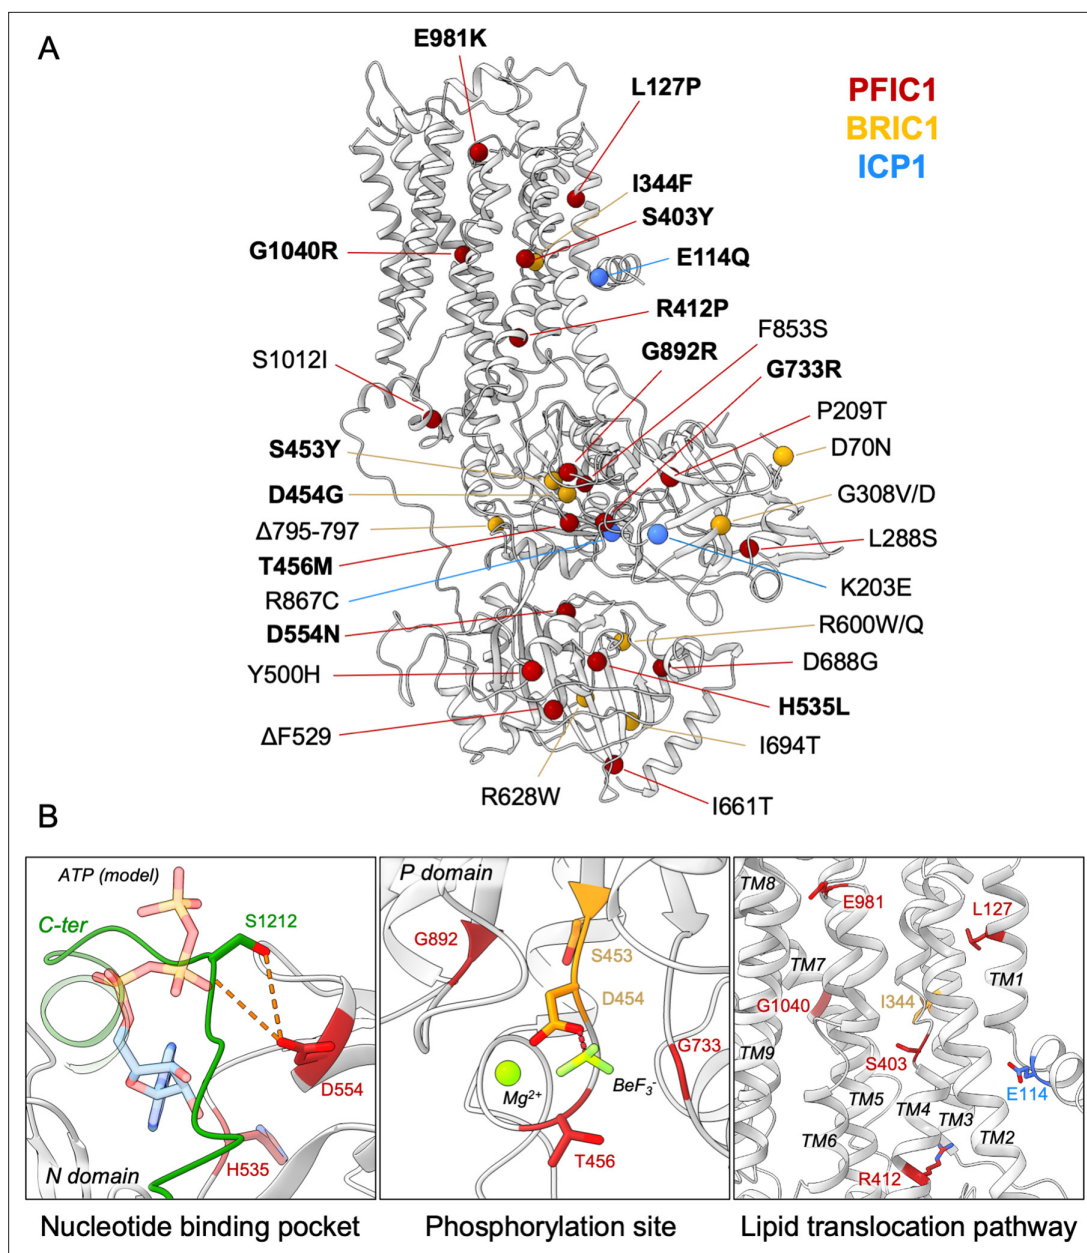 A
E981K
L127P
PFIC1
BRIC1
ICP1
I344F
S403Y
G1040R
E114Q
R412P
F853S
G892R
S1012I
G733R
P209T
S453Y
D70N
D454G
G308V/D
Δ795-797
L288S
T456M
R867C
K203E
D554N
R600W/Q
Y500H
D688G
H535L
ΔF529
I694T
R628W
I661T
B
ATP (model)
C-ter
S1212
D554
H535
N domain
Nucleotide binding pocket
P domain
G892
S453
D454
G733
Mg2+
BeF3-
T456
Phosphorylation site
TM8
E981
L127
TM7
TM1
G1040
I344
TM9
S403
E114
TM5
TM4
TM3
TM6
TM2
R412
Lipid translocation pathway